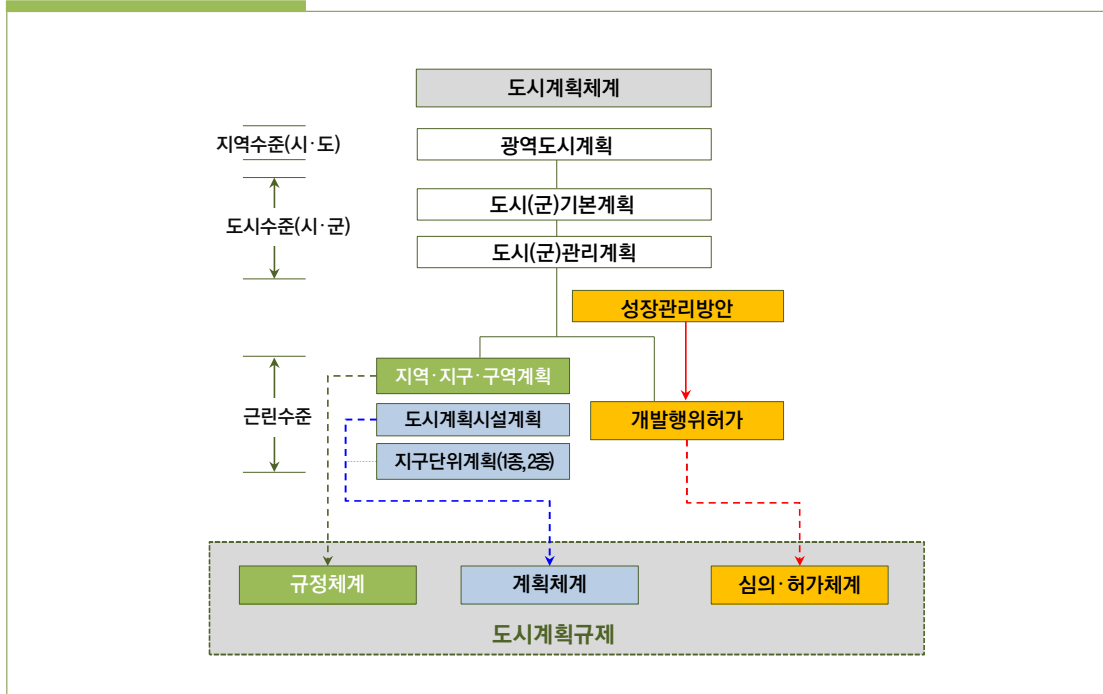 도시계획체계
지역수준(시·도)
광역도시계획
도시수준(시·군)
도시(군)기본계획
도시(군)관리계획
성장관리방안
근린수준
지역·지구·구역계획
도시계획시설계획
개발행위허가
지구단위계획(1종,2종)
규정체계
계획체계
심의·허가체계
도시계획규제